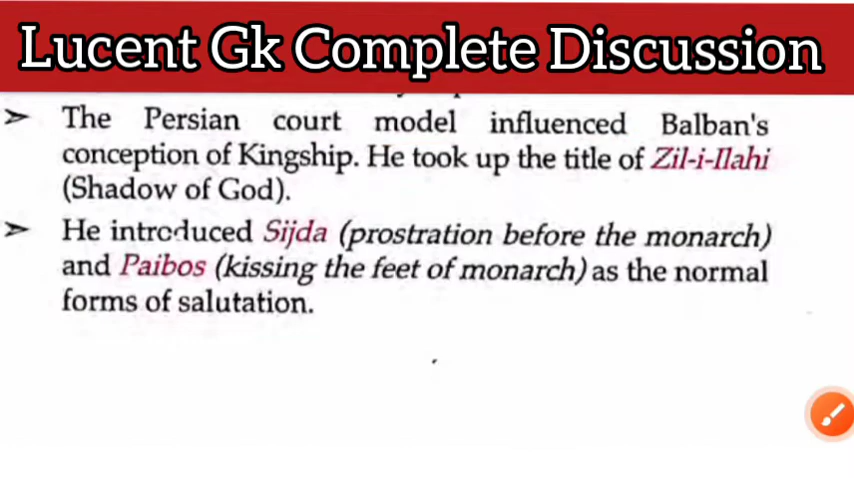 Lucent Gk Complete Discussion
➢ The Persian court model influenced Balban's
conception of Kingship. He took up the title of Zil-i-Ilahi
(Shadow of God).
➢ He introduced Sijda (prostration before the monarch)
and Paibos (kissing the feet of monarch) as the normal
forms of salutation.